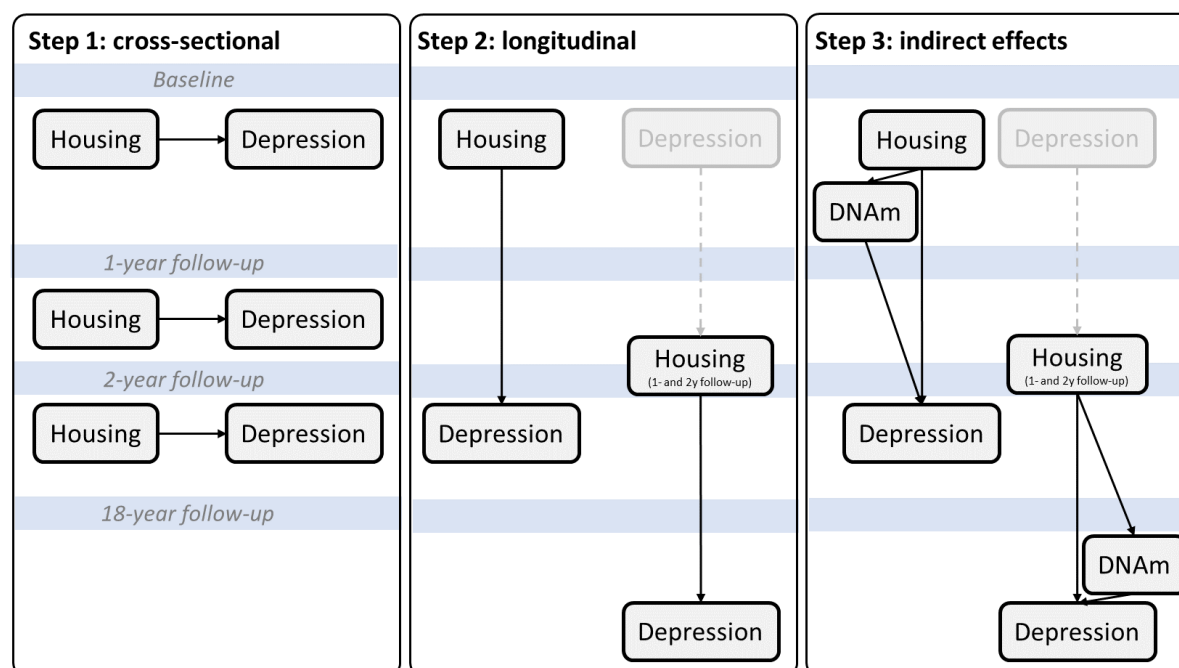 Step 1: cross-sectional
Baseline
Housing
Depression
1-year follow-up
Housing
Depression
2-year follow-up
Housing
Depression
18-year follow-up
Step 2: longitudinal
Housing
Depression
Housing
(1- and 2y follow-up)
Depression
Depression
Step 3: indirect effects
Housing
Depression
DNAm
Housing
(1- and 2y follow-up)
Depression
DNAm
Depression